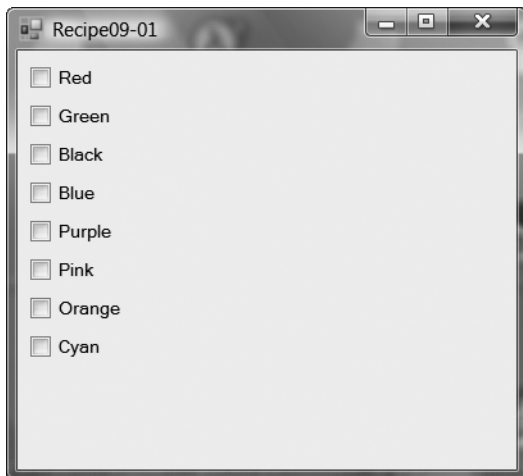 Recipe09-01
Red
Green
Black
Blue
Purple
Pink
Orange
Cyan